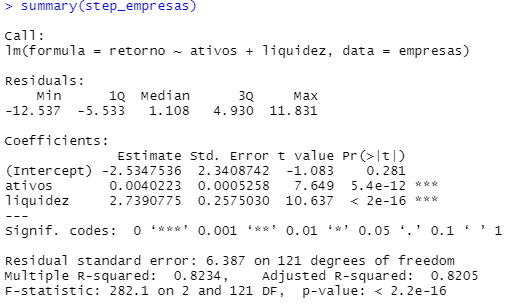 > summary(step_empresas)
Call:
lm(formula = retorno ~ ativos + liquidez, data = empresas)
Residuals:
    Min      1Q  Median      3Q     Max
-12.537  -5.533   1.108   4.930  11.831
Coefficients:
              Estimate Std. Error t value Pr(>|t|)
(Intercept) -2.5347536  2.3408742  -1.083    0.281
ativos       0.0040223  0.0005258   7.649  5.4e-12 ***
liquidez     2.7390775  0.2575030  10.637  < 2e-16 ***
---
Signif. codes:  0 ‘***’ 0.001 ‘**’ 0.01 ‘*’ 0.05 ‘.’ 0.1 ‘ ’ 1
Residual standard error: 6.387 on 121 degrees of freedom
Multiple R-squared:  0.8234,    Adjusted R-squared:  0.8205
F-statistic: 282.1 on 2 and 121 DF,  p-value: < 2.2e-16